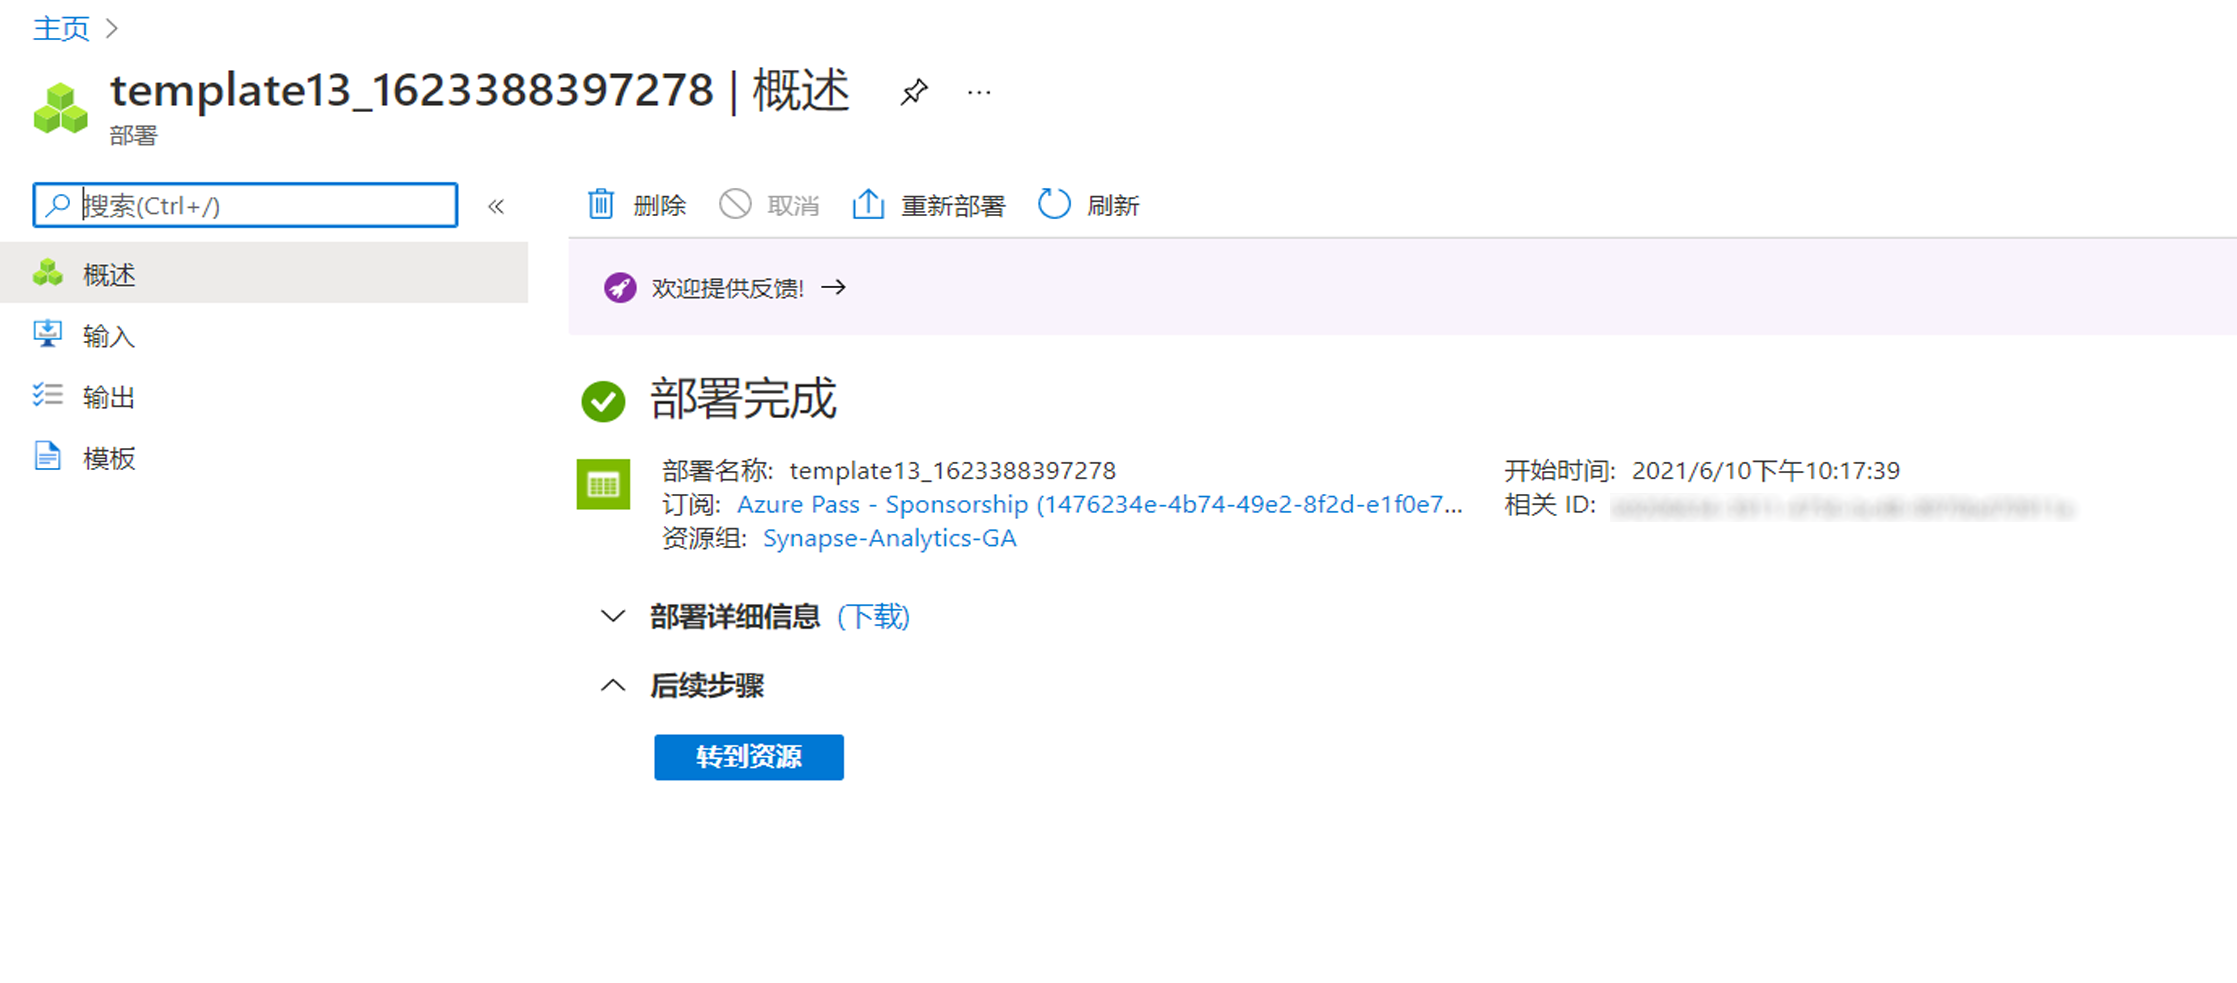 主页
template13_1623388397278 | 概述 ...
部署
搜索(Ctrl+/)
概述
输入
输出
模板
删除 取消 重新部署 刷新
欢迎提供反馈! →
部署完成
部署名称: template13_1623388397278
订阅: Azure Pass - Sponsorship (1476234e-4b74-49e2-8f2d-e1f0e7...
资源组: Synapse-Analytics-GA
开始时间: 2021/6/10下午10:17:39
相关 ID:
部署详细信息 (下载)
后续步骤
转到资源